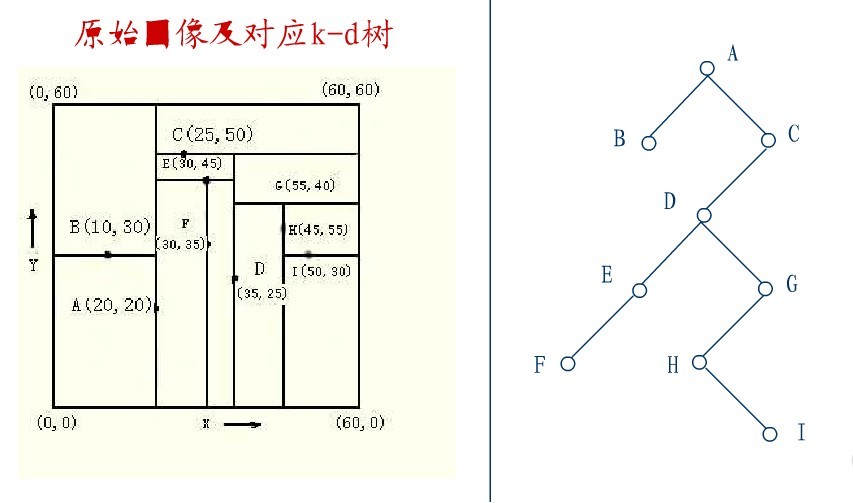 原始图像及对应k-d树
(0,60)
(60,60)
C(25,50)
E(30,45)
G(55,40)
B(10,30)
F
(30,35)
H(45,55)
Y
D
I(50,30)
(35,25)
A(20,20)
(0,0)
X
(60,0)
A
B
C
D
E
G
F
H
I